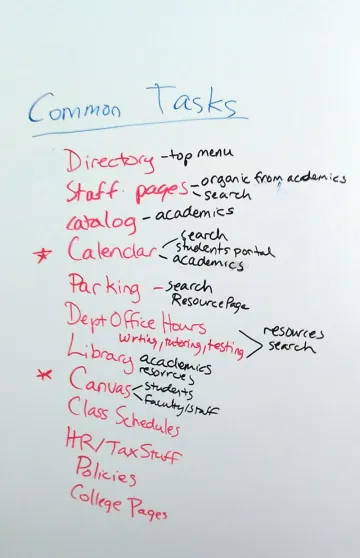 Common Tasks
Directory - top menu
Staff pages - organic from academics
- search
catalog - academics
* Calendar - search
- students portal
- academics
Parking - search
Resource Page
Dept Office Hours
writing, tutoring, testing > resources
search
Library academics
resources
* Canvas - students
- faculty/staff
Class Schedules
HR/Tax Stuff
Policies
College Pages